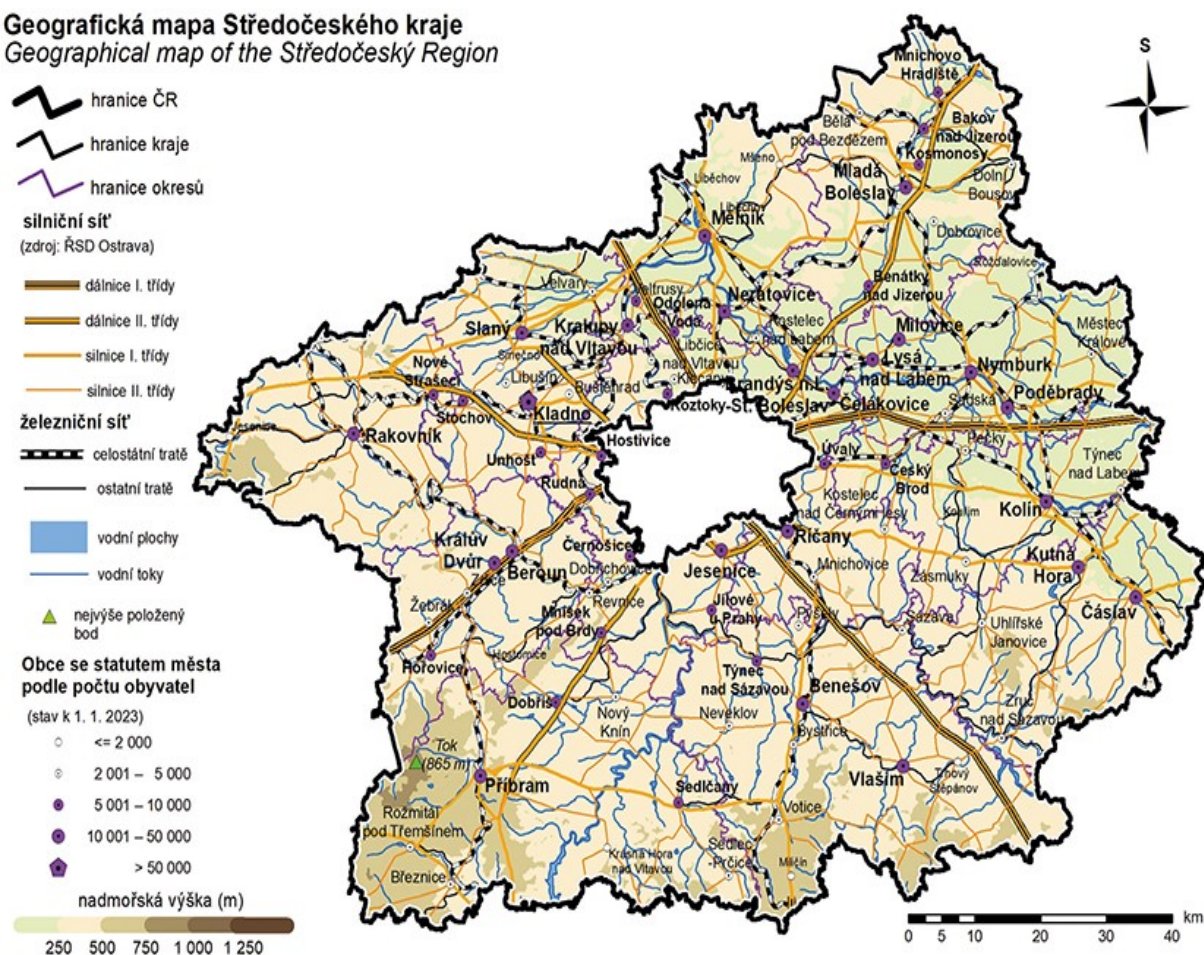 Geografická mapa Středočeského kraje
Geographical map of the Středočeský Region
hranice ČR
hranice kraje
hranice okresů
silniční síť
(zdroj: ŘSD Ostrava)
dálnice I. třídy
dálnice II. třídy
silnice I. třídy
silnice II. třídy
železniční síť
celostátní tratě
ostatní tratě
vodní plochy
vodní toky
nejvýše položený
bod
Obce se statutem města
podle počtu obyvatel
(stav k 1. 1. 2023)
<= 2 000
2 001 – 5 000
5 001 – 10 000
10 001 – 50 000
> 50 000
nadmořská výška (m)
250 500 750 1 000 1 250
S
Mnichovo
Hradiště
Bakov
nad Jizerou
Bělá
pod Bezdězem
Kosmonosy
Mšeno
Dolní
Bousov
Mladá
Boleslav
Liběchov
Liběchov
Mělník
Dobrovice
Rožďalovice
Benátky
nad Jizerou
Velvary
Veltrusy
Odolena
Voda
Neratovice
Kostelec
nad Labem
Milovice
Městec
Králové
Slaný
Kralupy
nad Vltavou
Libčice
nad Vltavou
Lysá
nad Labem
Nymburk
Smečno
Libušín
Buštěhrad
Klecany
Brandýs n.L.
-St. Boleslav
Nové
Strašecí
Stochov
Kladno
Roztoky
Čelákovice
Sadská
Poděbrady
Jesenice
Rakovník
Hostivice
Unhošť
Rudná
Úvaly
Český
Brod
Pečky
Týnec
nad Labem
Kostelec
nad Černými lesy
Kouřim
Kolín
Králův
Dvůr
Beroun
Zdice
Černošice
Dobřichovice
Řevnice
Jesenice
Říčany
Mnichovice
Zásmuky
Kutná
Hora
Čáslav
Žebrák
Mníšek
pod Brdy
Jílové
u Prahy
Pyšely
Sázava
Uhlířské
Janovice
Hořovice
Hostomice
Týnec
nad Sázavou
Benešov
Dobříš
Nový
Knín
Neveklov
Bystřice
Zruč
nad Sázavou
Tok
(865 m)
Příbram
Sedlčany
Vlašim
Trhový
Štěpánov
Votice
Rožmitál
pod Třemšínem
Březnice
Krásná Hora
nad Vltavou
Sedlec
-Prčice
Miličín
km
0 5 10 20 30 40